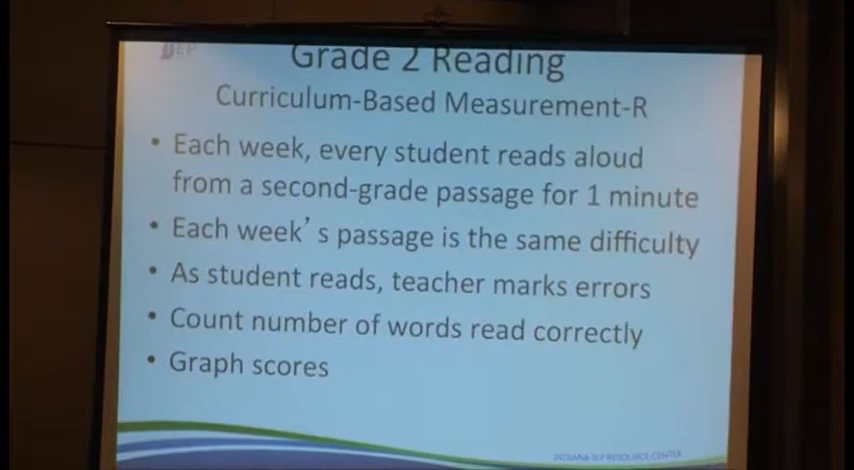 IEP
Grade 2 Reading
Curriculum-Based Measurement-R
• Each week, every student reads aloud
from a second-grade passage for 1 minute
• Each week's passage is the same difficulty
• As student reads, teacher marks errors
• Count number of words read correctly
• Graph scores
INDIANA IEP RESOURCE CENTER